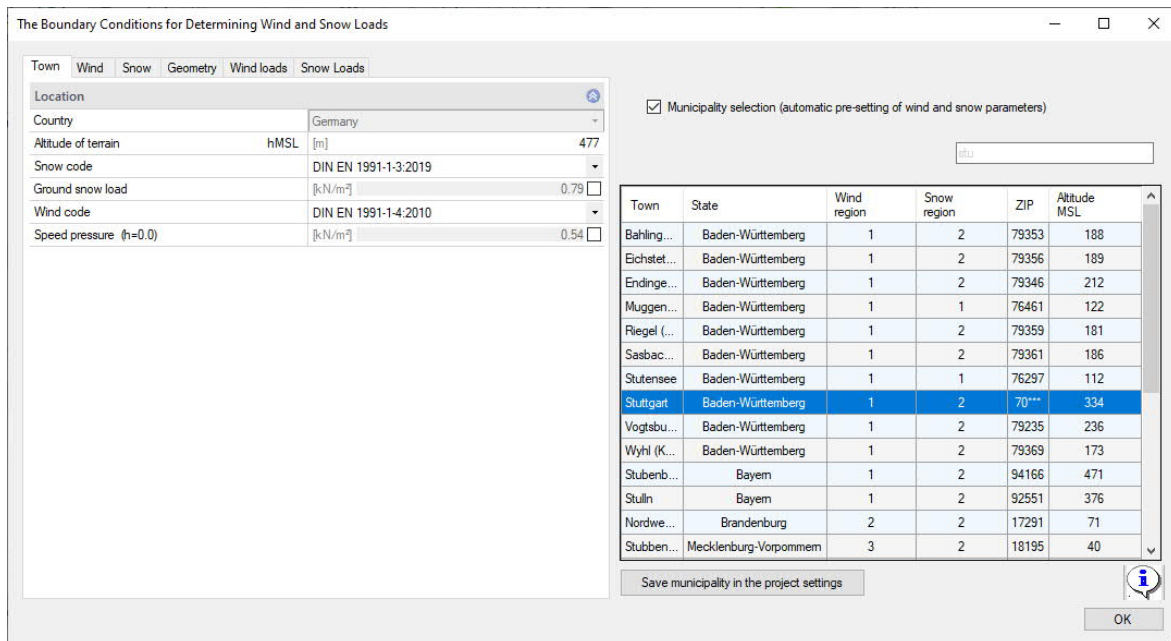 The Boundary Conditions for Determining Wind and Snow Loads
Town Wind Snow Geometry Wind loads Snow Loads
Location
Country Germany
Altitude of terrain hMSL [m] 477
Snow code DIN EN 1991-1-3:2019
Ground snow load [kN/m²] 0.79
Wind code DIN EN 1991-1-4:2010
Speed pressure (h=0.0) [kN/m²] 0.54
Municipality selection (automatic pre-setting of wind and snow parameters)
stu
Town State Wind region Snow region ZIP Altitude MSL
Bahling... Baden-Württemberg 1 2 79353 188
Eichstet... Baden-Württemberg 1 2 79356 189
Endinge... Baden-Württemberg 1 2 79346 212
Muggen... Baden-Württemberg 1 1 76461 122
Riegel (... Baden-Württemberg 1 2 79359 181
Sasbac... Baden-Württemberg 1 2 79361 186
Stutensee Baden-Württemberg 1 1 76297 112
Stuttgart Baden-Württemberg 1 2 70*** 334
Vogtsbu... Baden-Württemberg 1 2 79235 236
Wyhl (K... Baden-Württemberg 1 2 79369 173
Stubenb... Bayern 1 2 94166 471
Stulln Bayern 1 2 92551 376
Nordwe... Brandenburg 2 2 17291 71
Stubben... Mecklenburg-Vorpommern 3 2 18195 40
Save municipality in the project settings
i
OK